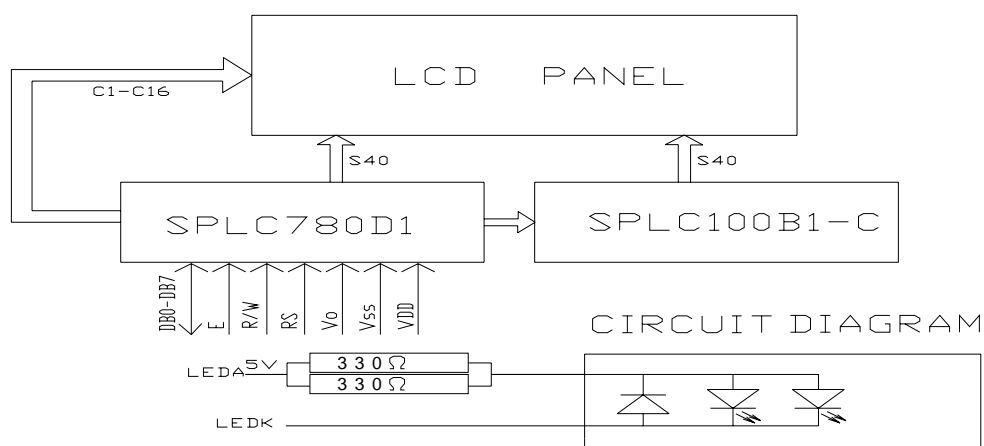 LCD PANEL
C1-C16
S40
S40
SPLC780D1
SPLC100B1-C
DB0-DB7
E
R/W
RS
Vo
Vss
VDD
CIRCUIT DIAGRAM
LEDA 5V
330Ω
330Ω
LEDK